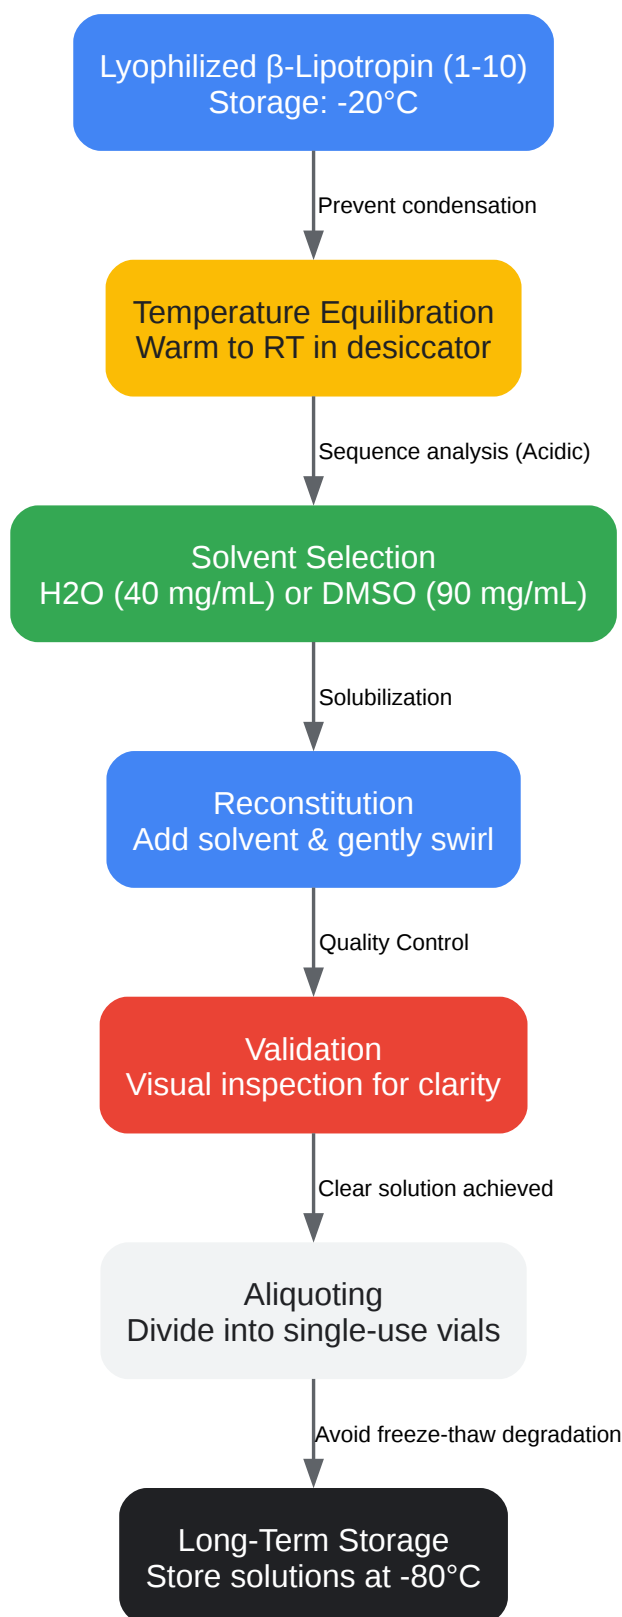 Lyophilized β-Lipotropin (1-10)
Storage: -20°C
Prevent condensation
Temperature Equilibration
Warm to RT in desiccator
Sequence analysis (Acidic)
Solvent Selection
H2O (40 mg/mL) or DMSO (90 mg/mL)
Solubilization
Reconstitution
Add solvent & gently swirl
Quality Control
Validation
Visual inspection for clarity
Clear solution achieved
Aliquoting
Divide into single-use vials
Avoid freeze-thaw degradation
Long-Term Storage
Store solutions at -80°C